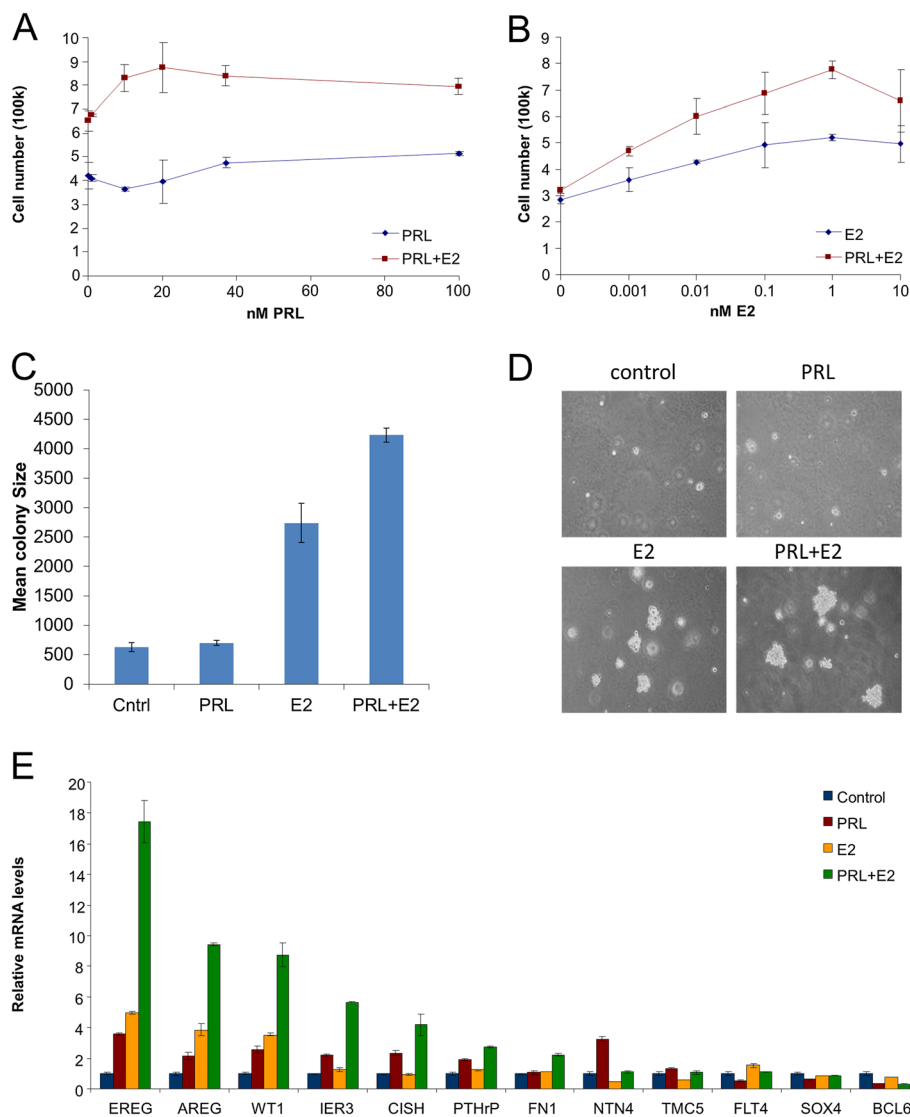 A
Cell number (100k)
10
9
8
7
6
5
4
3
2
1
0
PRL
PRL+E2
0 20 40 60 80 100
nM PRL
B
Cell number (100k)
9
8
7
6
5
4
3
2
1
0
E2
PRL+E2
0 0.001 0.01 0.1 1 10
nM E2
C
Mean colony Size
5000
4500
4000
3500
3000
2500
2000
1500
1000
500
0
Cntrl PRL E2 PRL+E2
D
control PRL
E2 PRL+E2
E
Relative mRNA levels
20
18
16
14
12
10
8
6
4
2
0
Control
PRL
E2
PRL+E2
EREG AREG WT1 IER3 CISH PTHrP FN1 NTN4 TMC5 FLT4 SOX4 BCL6